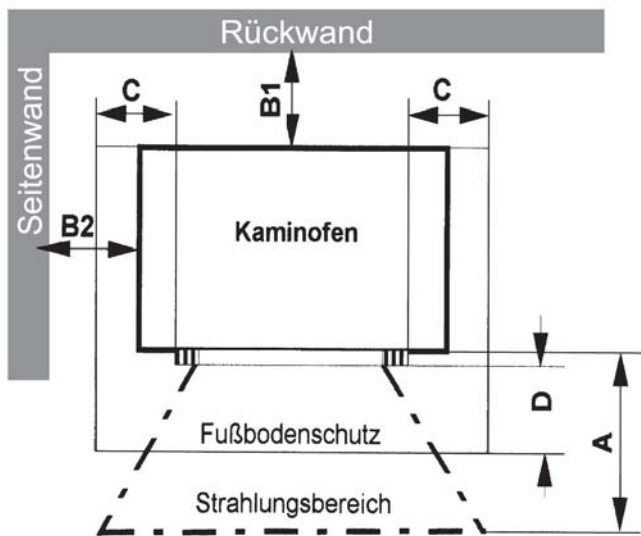 Rückwand
Seitenwand
C
B1
C
B2
Kaminofen
D
A
Fußbodenschutz
Strahlungsbereich